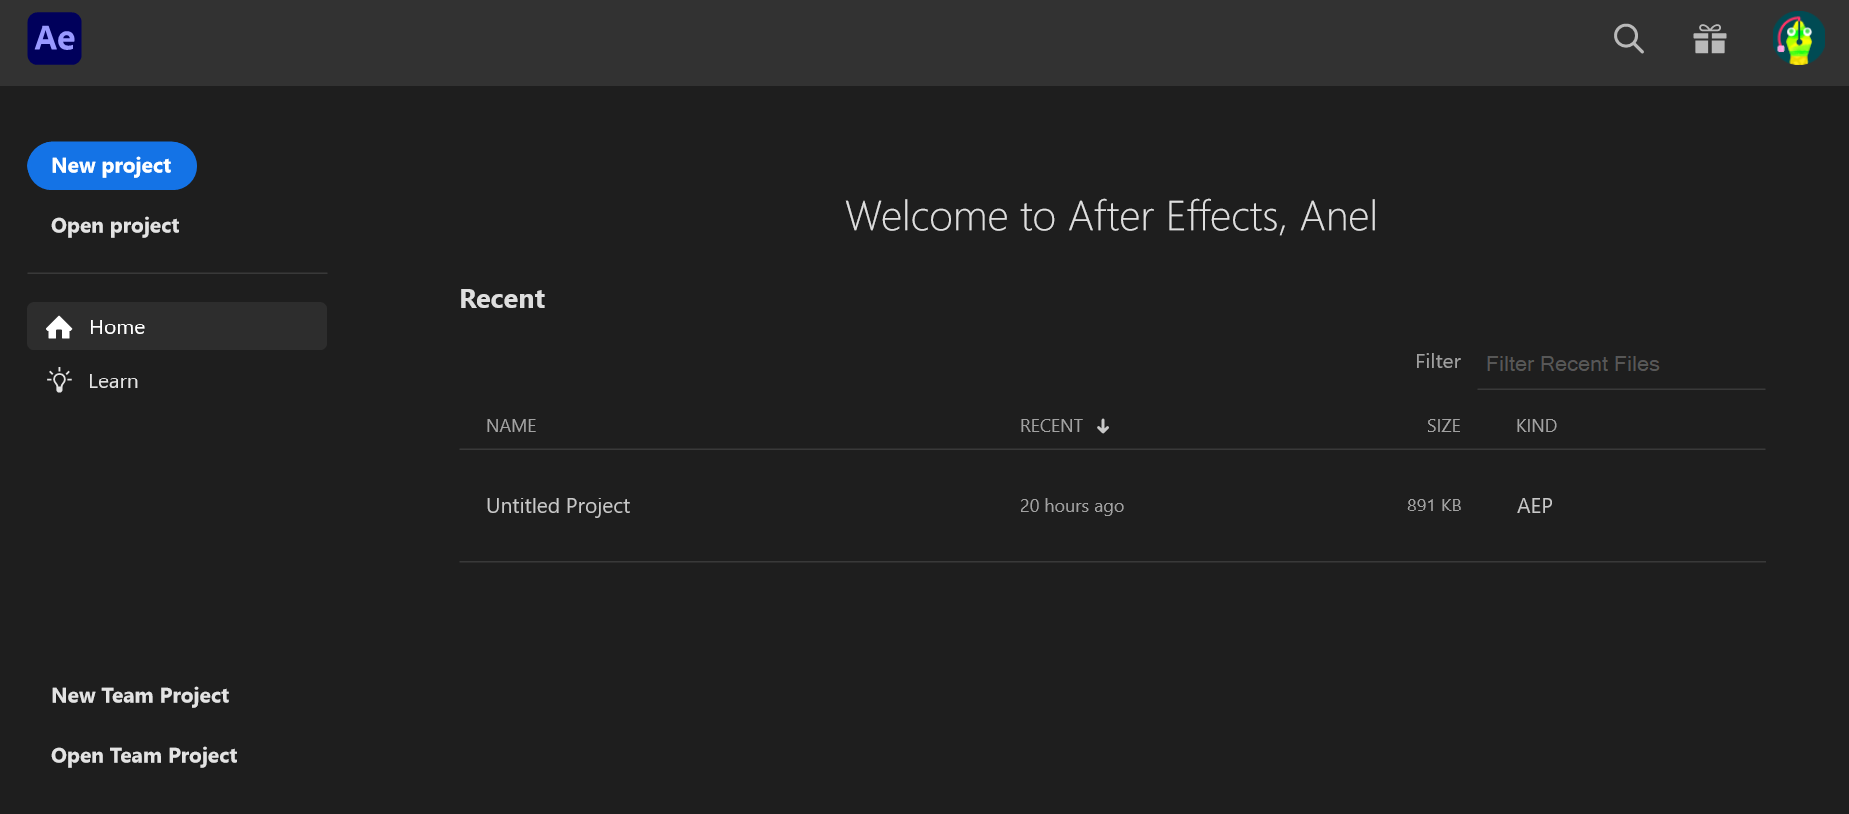 Ae
New project
Open project
Home
Learn
New Team Project
Open Team Project
Welcome to After Effects, Anel
Recent
Filter Filter Recent Files
NAME RECENT SIZE KIND
Untitled Project 20 hours ago 891 KB AEP